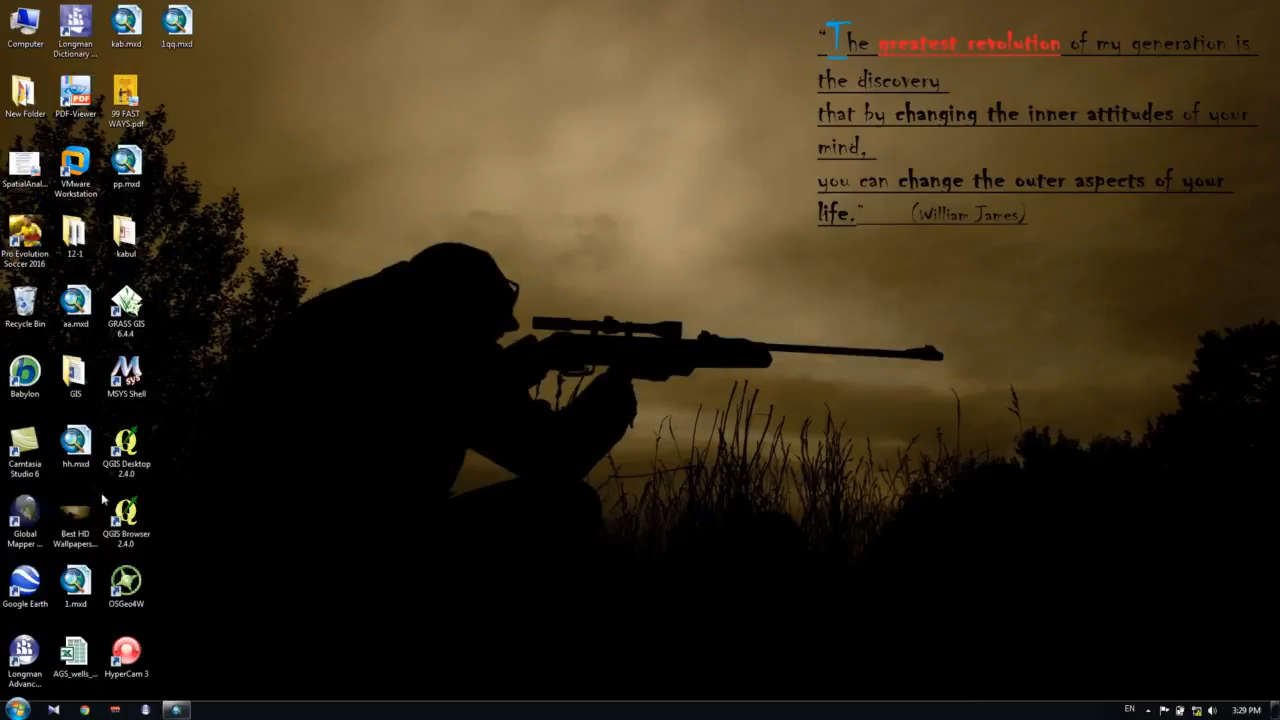 Computer
Longman
Dictionary ...
kab.mxd
1qq.mxd
New Folder
PDF-Viewer
PDF
99 FAST
WAYS.pdf
SpatialAnal...
VMware
Workstation
pp.mxd
Pro Evolution
Soccer 2016
12-1
kabul
Recycle Bin
aa.mxd
GRASS GIS
6.4.4
Babylon
GIS
M
sys
MSYS Shell
Camtasia
Studio 6
hh.mxd
QGIS Desktop
2.4.0
Global
Mapper ...
Best HD
Wallpapers...
QGIS Browser
2.4.0
Google Earth
1.mxd
OSGeo4W
Longman
Advanc...
AGS_wells_...
HyperCam 3
“The greatest revolution of my generation is
the discovery
that by changing the inner attitudes of your
mind,
you can change the outer aspects of your
life.” (William James)
EN
3:29 PM